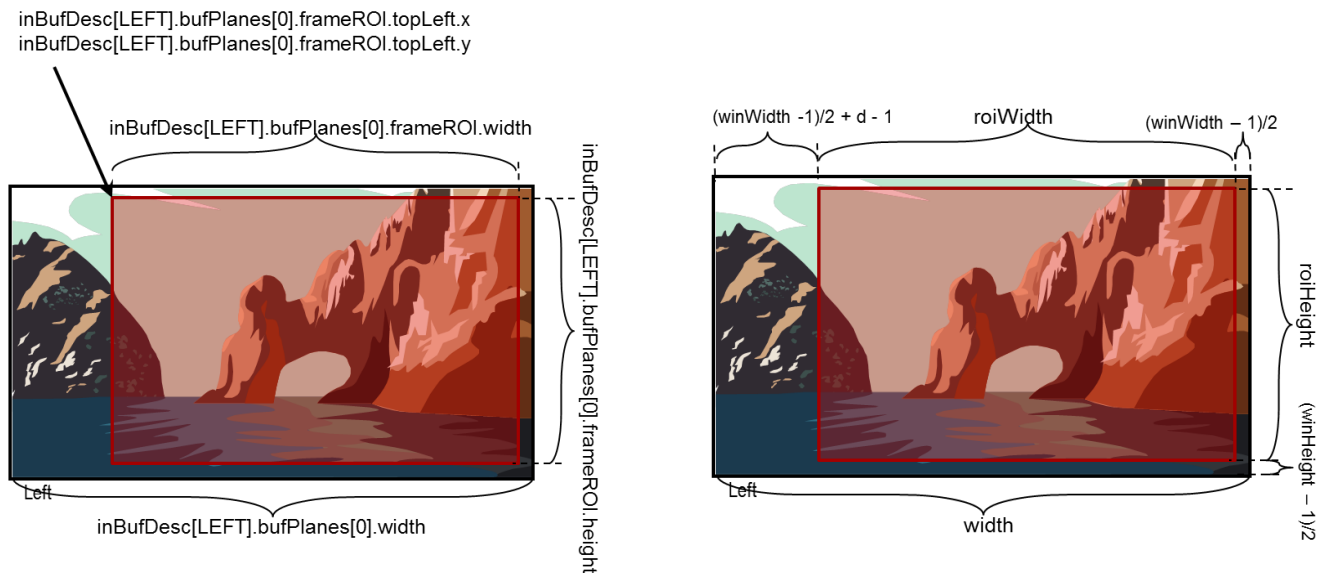 inBufDesc[LEFT].bufPlanes[0].frameROI.topLeft.x
inBufDesc[LEFT].bufPlanes[0].frameROI.topLeft.y
inBufDesc[LEFT].bufPlanes[0].frameROI.width
inBufDesc[LEFT].bufPlanes[0].frameROI.height
Left
inBufDesc[LEFT].bufPlanes[0].width
(winWidth -1)/2 + d - 1
roiWidth
(winWidth – 1)/2
roiHeight
(winHeight – 1)/2
Left
width